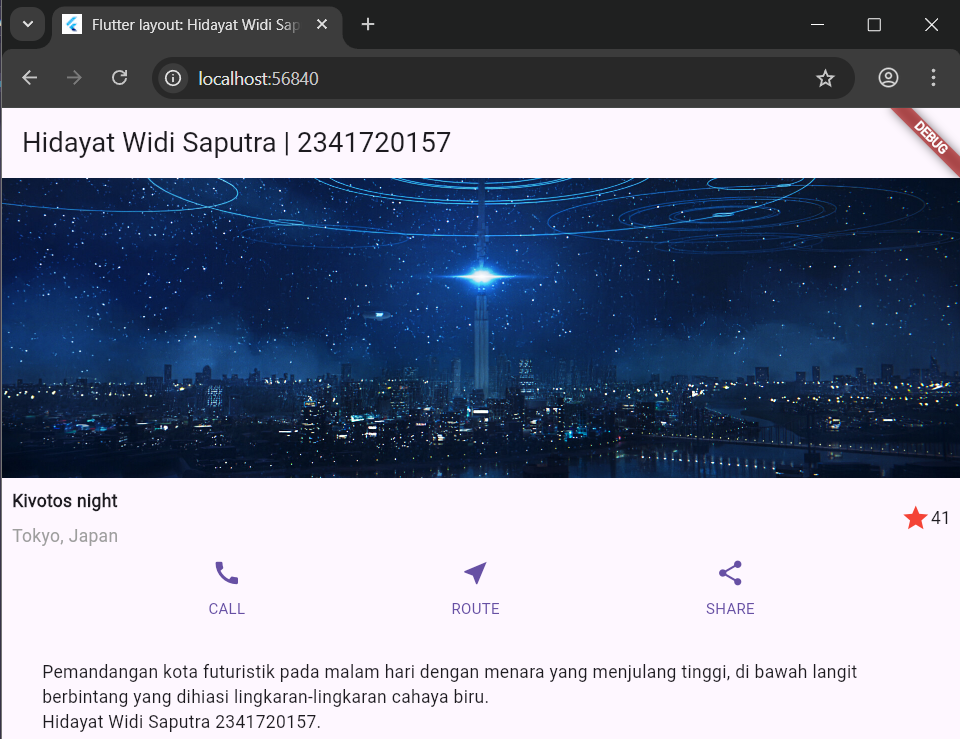 Flutter layout: Hidayat Widi Sap
localhost:56840
Hidayat Widi Saputra | 2341720157
DEBUG
Kivotos night
41
Tokyo, Japan
CALL ROUTE SHARE
Pemandangan kota futuristik pada malam hari dengan menara yang menjulang tinggi, di bawah langit
berbintang yang dihiasi lingkaran-lingkaran cahaya biru.
Hidayat Widi Saputra 2341720157.